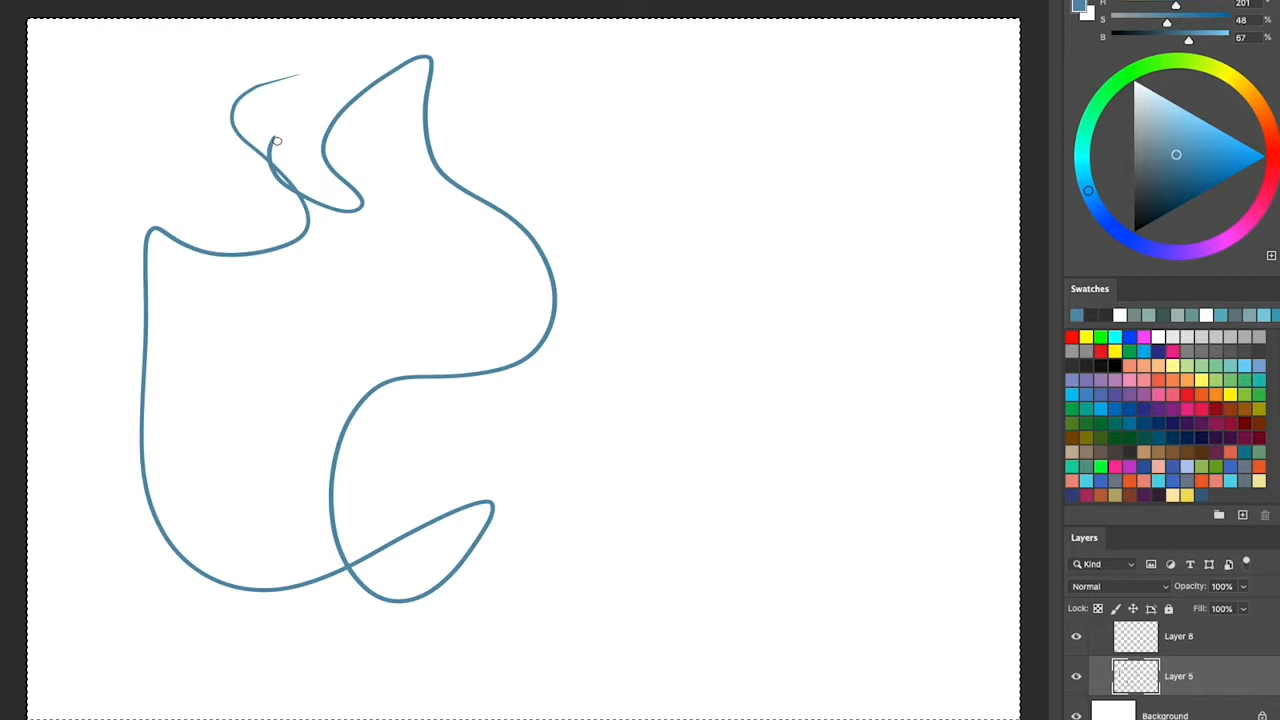 H 201 °
S 48 %
B 67 %
Swatches
Layers
Kind
Normal Opacity: 100%
Lock: Fill: 100%
Layer 8
Layer 5
Background